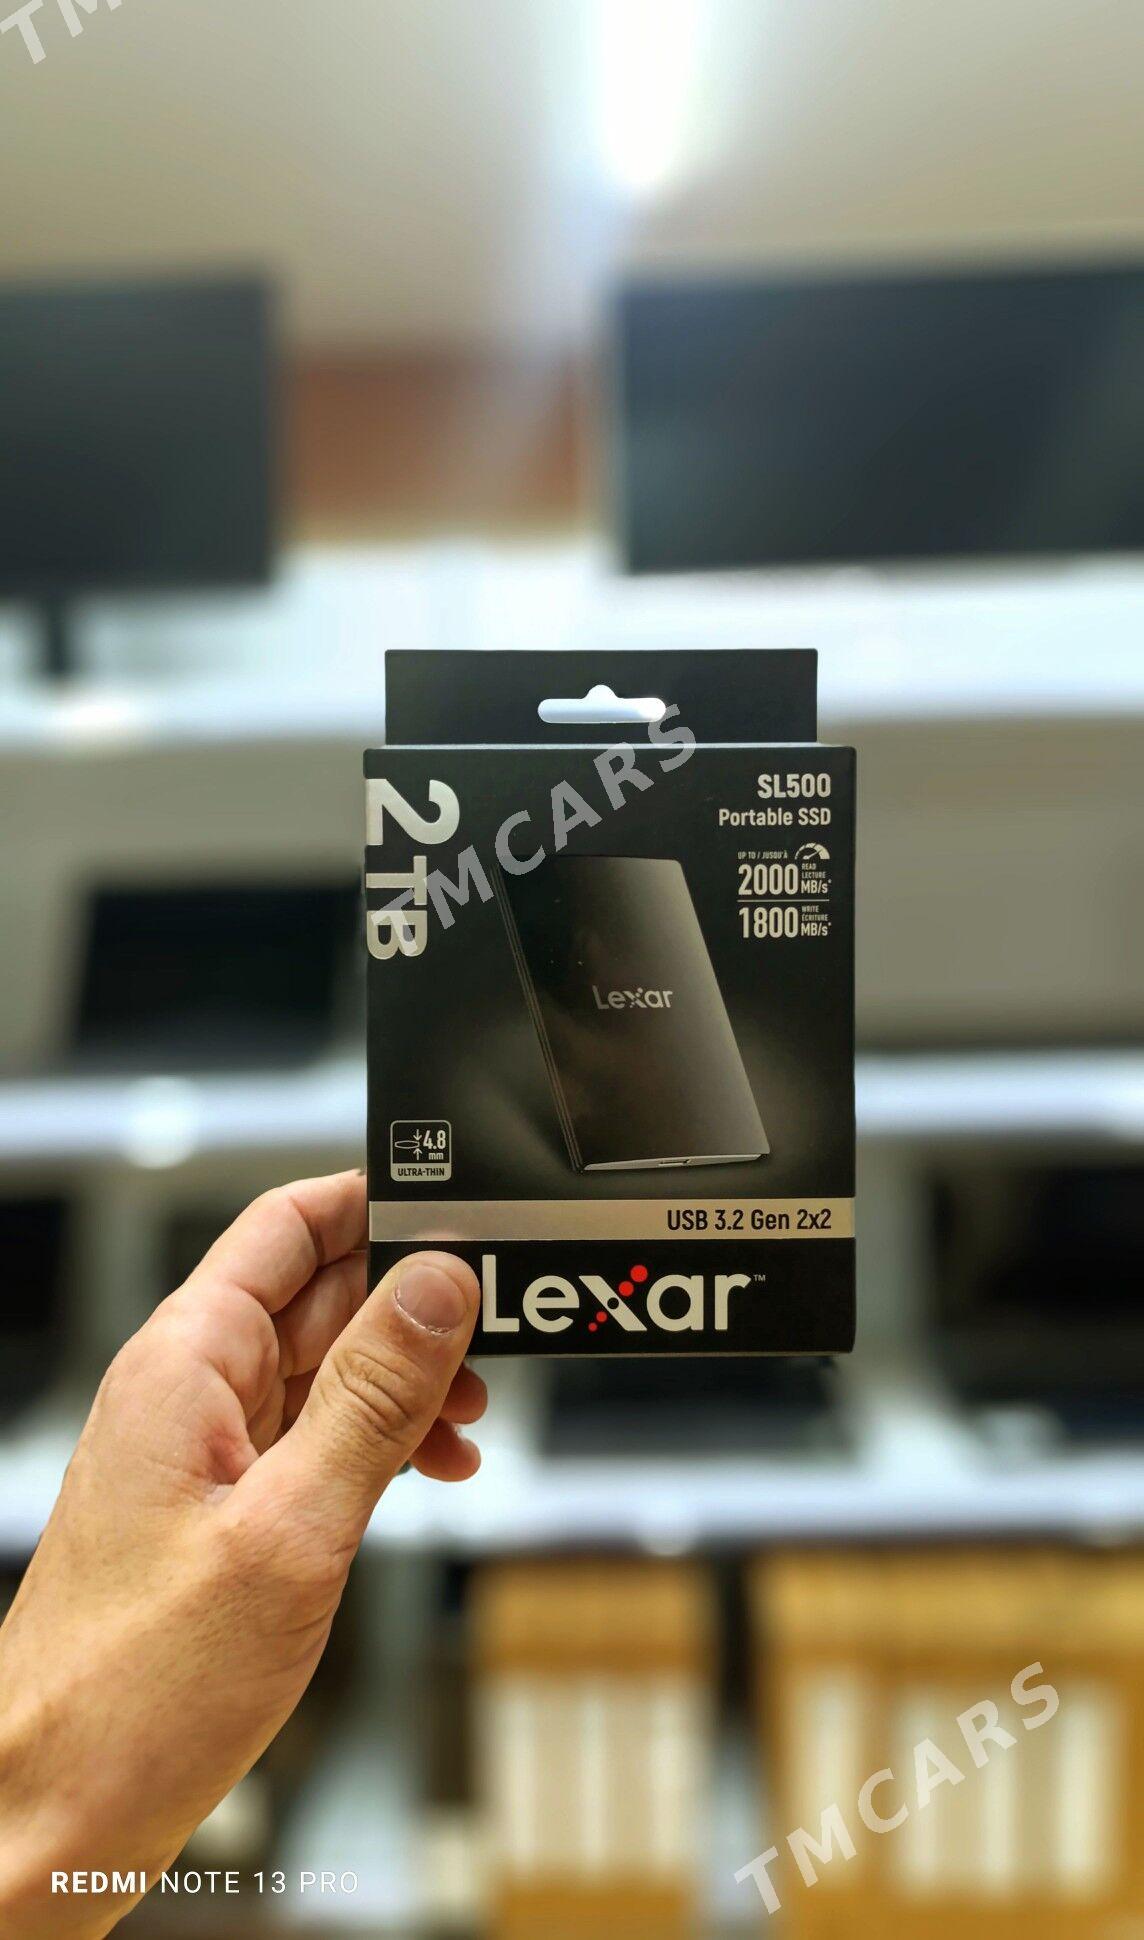 TM
2TB
SL500
Portable SSD
UP TO / JUSQU'À
2000 READ LECTURE MB/s*
1800 WRITE ÉCRITURE MB/s*
TMCARS
Lexar
4.8 mm
ULTRA-THIN
USB 3.2 Gen 2x2
Lexar™
TMCARS
REDMI NOTE 13 PRO